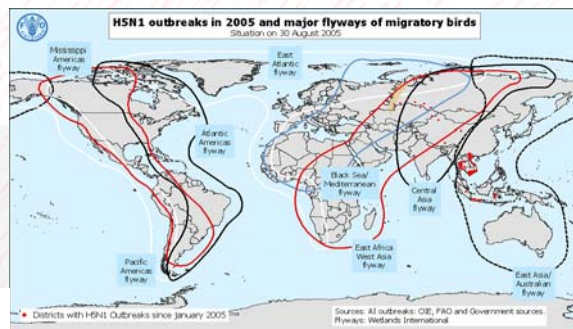 H5N1 outbreaks in 2005 and major flyways of migratory birds
Situation on 30 August 2005
Mississippi
Americas
flyway
East
Atlantic
flyway
Atlantic
Americas
flyway
Black Sea/
Mediterranean
flyway
Central
Asia
flyway
Pacific
Americas
flyway
East Africa
West Asia
flyway
East Asia/
Australian
flyway
Districts with H5N1 Outbreaks since january 2005
Sources: AI outbreaks: OIE, FAO and Government sources.
Flyways: Wetlands International